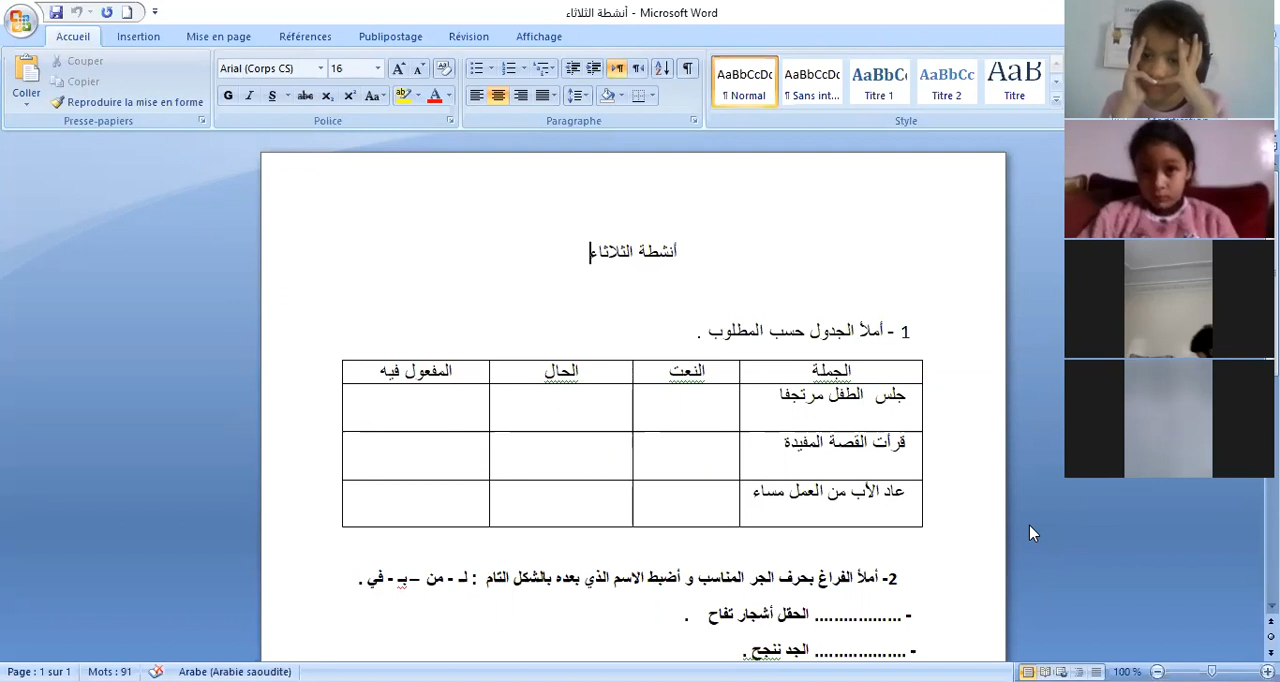 أنشطة الثلاثاء - Microsoft Word
Accueil Insertion Mise en page Références Publipostage Révision Affichage
Coller
Couper
Copier
Reproduire la mise en forme
Presse-papiers
Arial (Corps CS) 16
Police
Paragraphe
AaBbCcDc AaBbCcDc AaBbC AaBbCc AaB
¶ Normal ¶ Sans int... Titre 1 Titre 2 Titre
Style
أنشطة الثلاثاء
1 - أملأ الجدول حسب المطلوب .
الجملة النعت الحال المفعول فيه
جلس الطفل مرتجفا
قرأت القصة المفيدة
عاد الأب من العمل مساء
2- أملأ الفراغ بحرف الجر المناسب و أضبط الاسم الذي بعده بالشكل التام : لـ - من – بـ - في .
- .................. الحقل أشجار تفاح .
- .................. الجد ننجح .
Page : 1 sur 1 Mots : 91 Arabe (Arabie saoudite) 100 %